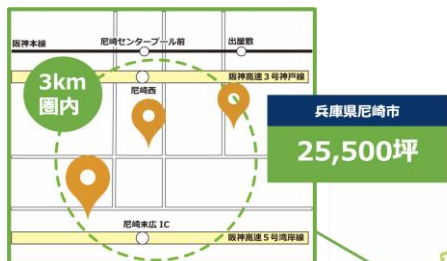 阪神本線
尼崎センタープール前
出屋敷
阪神高速3号神戸線
3km
圏内
尼崎西
兵庫県尼崎市
25,500坪
尼崎末広 IC
阪神高速5号湾岸線